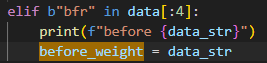 elif b"bfr" in data[:4]:
print(f"before {data_str}")
before_weight = data_str